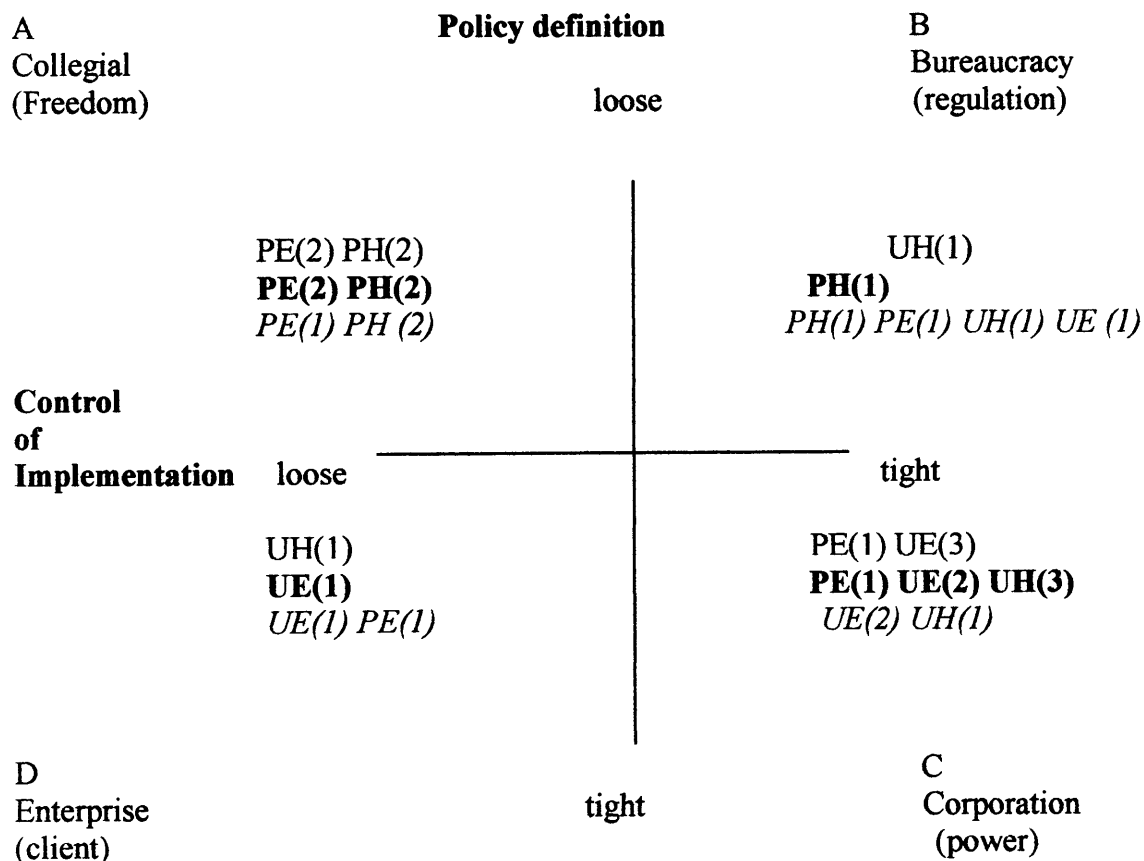 A
Collegial
(Freedom)
Policy definition
loose
B
Bureaucracy
(regulation)
PE(2) PH(2)
PE(2) PH(2)
PE(1) PH (2)
UH(1)
PH(1)
PH(1) PE(1) UH(1) UE (1)
Control
of
Implementation
loose
tight
UH(1)
UE(1)
UE(1) PE(1)
PE(1) UE(3)
PE(1) UE(2) UH(3)
UE(2) UH(1)
D
Enterprise
(client)
tight
C
Corporation
(power)